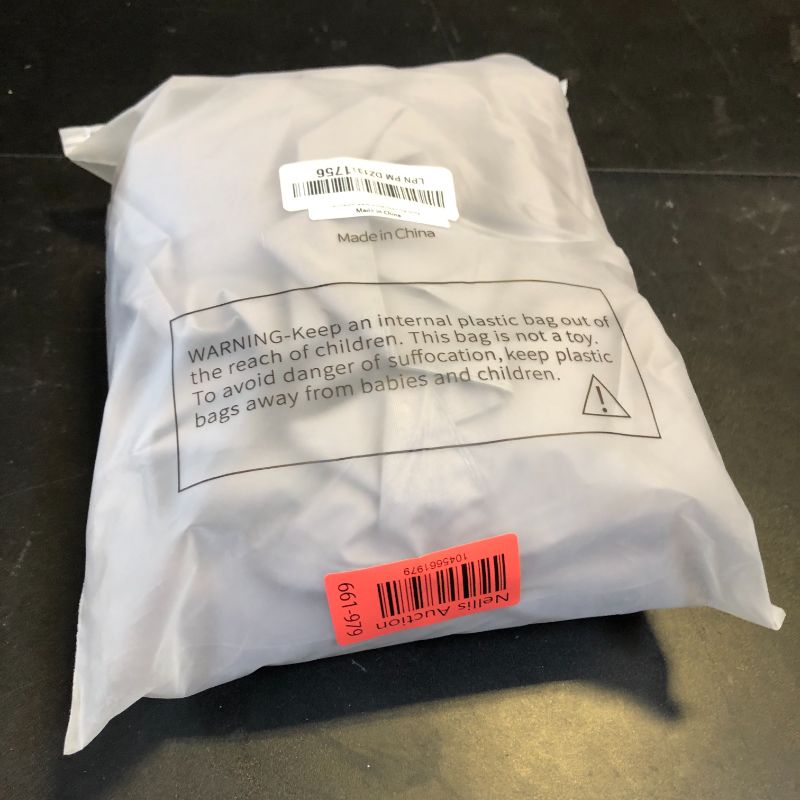 LPN PM DZ131 1756
Made in China
Made in China
WARNING-Keep an internal plastic bag out of
the reach of children. This bag is not a toy.
To avoid danger of suffocation, keep plastic
bags away from babies and children.
Nellis Auction
1045661979
661-979